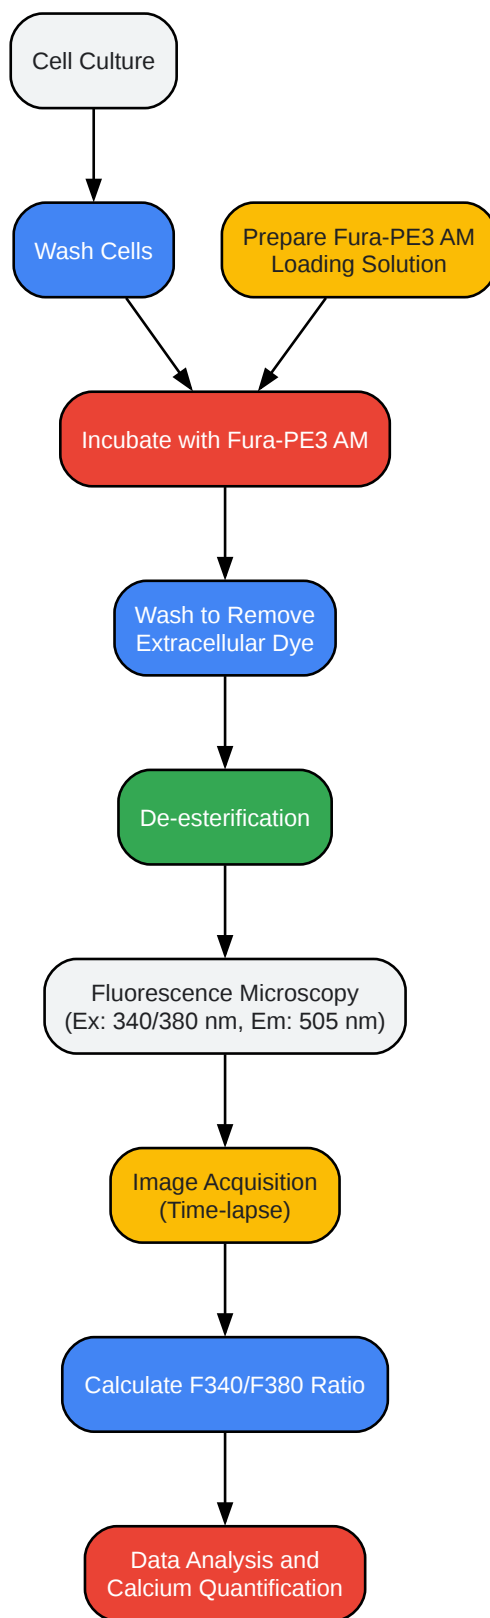 Cell Culture
Wash Cells
Prepare Fura-PE3 AM
Loading Solution
Incubate with Fura-PE3 AM
Wash to Remove
Extracellular Dye
De-esterification
Fluorescence Microscopy
(Ex: 340/380 nm, Em: 505 nm)
Image Acquisition
(Time-lapse)
Calculate F340/F380 Ratio
Data Analysis and
Calcium Quantification